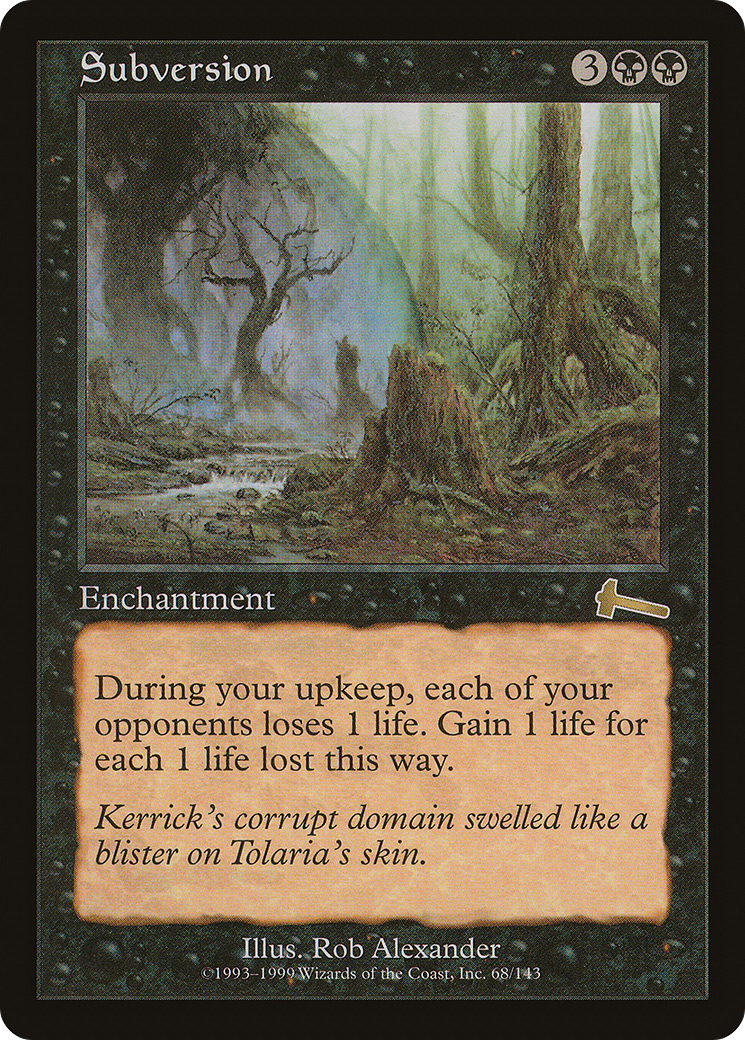 Subversion 3
Enchantment
During your upkeep, each of your
opponents loses 1 life. Gain 1 life for
each 1 life lost this way.
Kerrick's corrupt domain swelled like a
blister on Tolaria's skin.
Illus. Rob Alexander
©1993–1999 Wizards of the Coast, Inc. 68/143